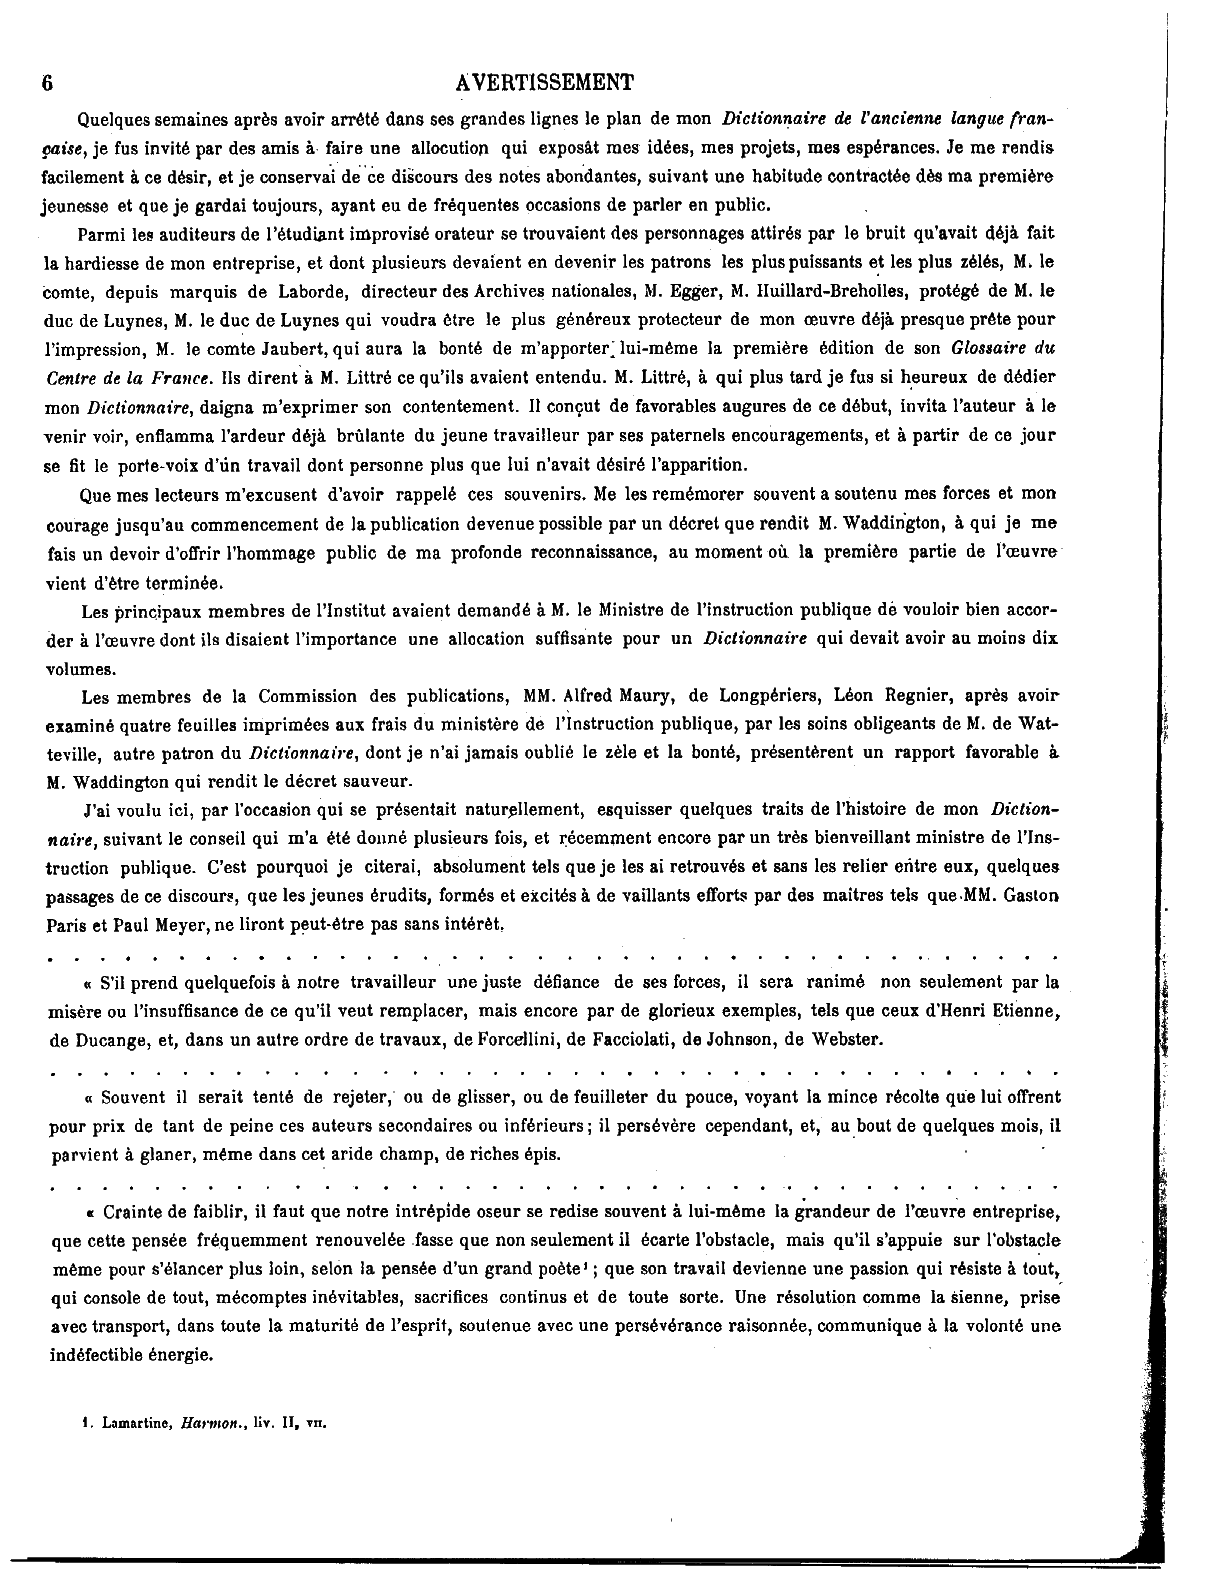 6 AVERTISSEMENT
Quelques semaines après avoir arrêté dans ses grandes lignes le plan de mon Dictionnaire de l'ancienne langue fran-
çaise, je fus invité par des amis à faire une allocution qui exposât mes idées, mes projets, mes espérances. Je me rendis
facilement à ce désir, et je conservai de ce discours des notes abondantes, suivant une habitude contractée dès ma première
jeunesse et que je gardai toujours, ayant eu de fréquentes occasions de parler en public.
Parmi les auditeurs de l'étudiant improvisé orateur se trouvaient des personnages attirés par le bruit qu'avait déjà fait
la hardiesse de mon entreprise, et dont plusieurs devaient en devenir les patrons les plus puissants et les plus zélés, M. le
comte, depuis marquis de Laborde, directeur des Archives nationales, M. Egger, M. Huillard-Breholles, protégé de M. le
duc de Luynes, M. le duc de Luynes qui voudra être le plus généreux protecteur de mon œuvre déjà presque prête pour
l'impression, M. le comte Jaubert, qui aura la bonté de m'apporter lui-même la première édition de son Glossaire du
Centre de la France. Ils dirent à M. Littré ce qu'ils avaient entendu. M. Littré, à qui plus tard je fus si heureux de dédier
mon Dictionnaire, daigna m'exprimer son contentement. Il conçut de favorables augures de ce début, invita l'auteur à le
venir voir, enflamma l'ardeur déjà brûlante du jeune travailleur par ses paternels encouragements, et à partir de ce jour
se fit le porte-voix d'un travail dont personne plus que lui n'avait désiré l'apparition.
Que mes lecteurs m'excusent d'avoir rappelé ces souvenirs. Me les remémorer souvent a soutenu mes forces et mon
courage jusqu'au commencement de la publication devenue possible par un décret que rendit M. Waddington, à qui je me
fais un devoir d'offrir l'hommage public de ma profonde reconnaissance, au moment où la première partie de l'œuvre
vient d'être terminée.
Les principaux membres de l'Institut avaient demandé à M. le Ministre de l'instruction publique de vouloir bien accor-
der à l'œuvre dont ils disaient l'importance une allocation suffisante pour un Dictionnaire qui devait avoir au moins dix
volumes.
Les membres de la Commission des publications, MM. Alfred Maury, de Longpériers, Léon Regnier, après avoir
examiné quatre feuilles imprimées aux frais du ministère de l'Instruction publique, par les soins obligeants de M. de Wat-
teville, autre patron du Dictionnaire, dont je n'ai jamais oublié le zèle et la bonté, présentèrent un rapport favorable à
M. Waddington qui rendit le décret sauveur.
J'ai voulu ici, par l'occasion qui se présentait naturellement, esquisser quelques traits de l'histoire de mon Diction-
naire, suivant le conseil qui m'a été donné plusieurs fois, et récemment encore par un très bienveillant ministre de l'Ins-
truction publique. C'est pourquoi je citerai, absolument tels que je les ai retrouvés et sans les relier entre eux, quelques
passages de ce discours, que les jeunes érudits, formés et excités à de vaillants efforts par des maîtres tels que MM. Gaston
Paris et Paul Meyer, ne liront peut-être pas sans intérêt.
. . . . . . . . . . . . . . . . . . . . . . . . . . . . . . . . . . . . . .
« S'il prend quelquefois à notre travailleur une juste défiance de ses forces, il sera ranimé non seulement par la
misère ou l'insuffisance de ce qu'il veut remplacer, mais encore par de glorieux exemples, tels que ceux d'Henri Etienne,
de Ducange, et, dans un autre ordre de travaux, de Forcellini, de Facciolati, de Johnson, de Webster.
. . . . . . . . . . . . . . . . . . . . . . . . . . . . . . . . . . . . . .
« Souvent il serait tenté de rejeter, ou de glisser, ou de feuilleter du pouce, voyant la mince récolte que lui offrent
pour prix de tant de peine ces auteurs secondaires ou inférieurs ; il persévère cependant, et, au bout de quelques mois, il
parvient à glaner, même dans cet aride champ, de riches épis.
. . . . . . . . . . . . . . . . . . . . . . . . . . . . . . . . . . . . . .
« Crainte de faiblir, il faut que notre intrépide oseur se redise souvent à lui-même la grandeur de l'œuvre entreprise,
que cette pensée fréquemment renouvelée fasse que non seulement il écarte l'obstacle, mais qu'il s'appuie sur l'obstacle
même pour s'élancer plus loin, selon la pensée d'un grand poète¹ ; que son travail devienne une passion qui résiste à tout,
qui console de tout, mécomptes inévitables, sacrifices continus et de toute sorte. Une résolution comme la sienne, prise
avec transport, dans toute la maturité de l'esprit, soutenue avec une persévérance raisonnée, communique à la volonté une
indéfectible énergie.
1. Lamartine, Harmon., liv. II, VII.